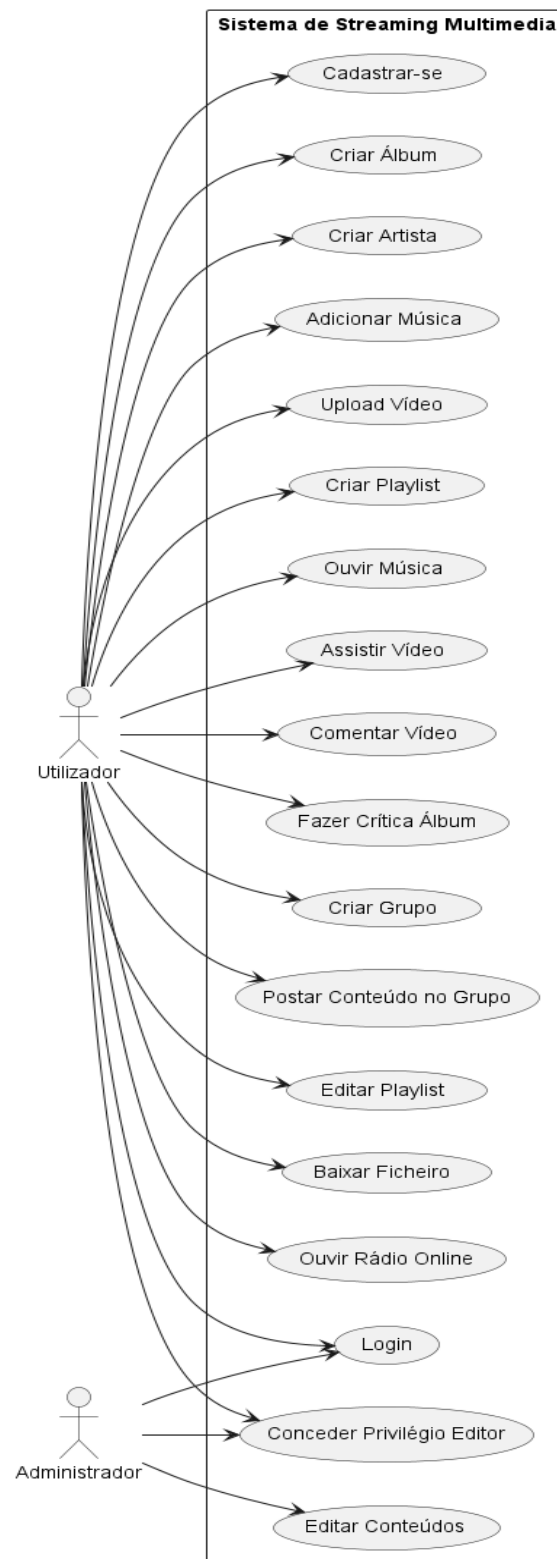 Sistema de Streaming Multimedia
Cadastrar-se
Criar Álbum
Criar Artista
Adicionar Música
Upload Vídeo
Criar Playlist
Ouvir Música
Assistir Vídeo
Utilizador
Comentar Vídeo
Fazer Crítica Álbum
Criar Grupo
Postar Conteúdo no Grupo
Editar Playlist
Baixar Ficheiro
Ouvir Rádio Online
Login
Conceder Privilégio Editor
Administrador
Editar Conteúdos